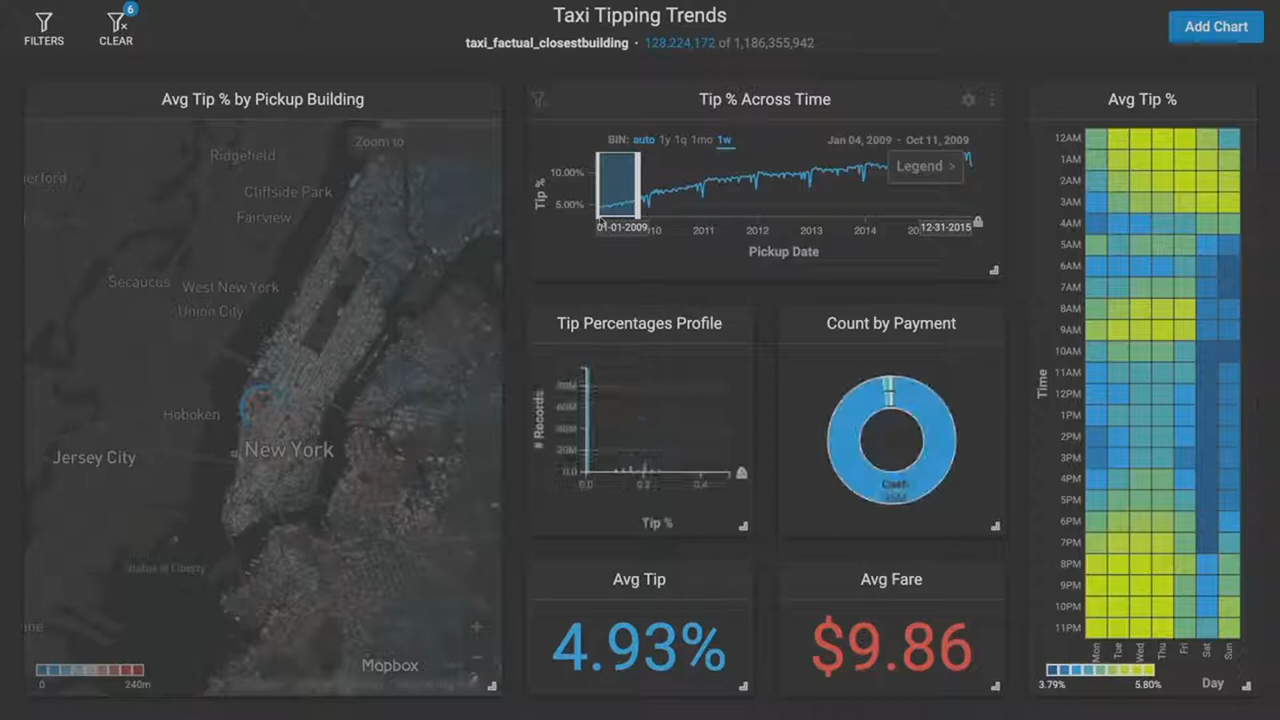 Taxi Tipping Trends
6
FILTERS
CLEAR
taxi_factual_closestbuilding · 128,224,172 of 1,186,355,942
Add Chart
Avg Tip % by Pickup Building
Zoom to
Ridgefield
Cliffside Park
Fairview
Secaucus
West New York
Union City
Hoboken
New York
Jersey City
Mapbox
0
240m
Tip % Across Time
BIN: auto 1y 1q 1mo 1w
Jan 04, 2009 - Oct 11, 2009
Legend >
10.00%
5.00%
Tip %
01-01-2009
2011
2012
2013
2014
12-31-2015
Pickup Date
Tip Percentages Profile
# Records
60M
20M
0.0
0.0
0.2
0.4
Tip %
Count by Payment
Cash
Avg Tip
4.93%
Avg Fare
$9.86
Avg Tip %
12AM
1AM
2AM
3AM
4AM
5AM
6AM
7AM
8AM
9AM
10AM
11AM
12PM
1PM
2PM
3PM
4PM
5PM
6PM
7PM
8PM
9PM
10PM
11PM
Time
Mon
Tue
Wed
Thu
Fri
Sat
Sun
3.79%
5.80%
Day